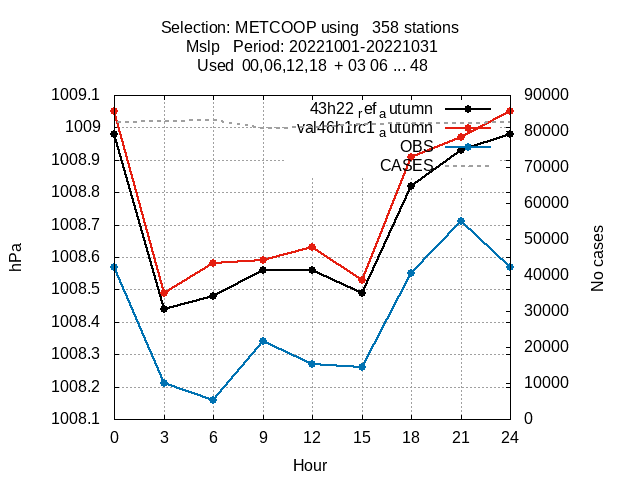 Selection: METCOOP using 358 stations
Mslp Period: 20221001-20221031
Used 00,06,12,18 + 03 06 ... 48
1009.1
1009
1008.9
1008.8
1008.7
1008.6
1008.5
1008.4
1008.3
1008.2
1008.1
hPa
43h22 ref autumn
val46h1rc1 autumn
OBS
CASES
90000
80000
70000
60000
50000
40000
30000
20000
10000
0
No cases
0 3 6 9 12 15 18 21 24
Hour